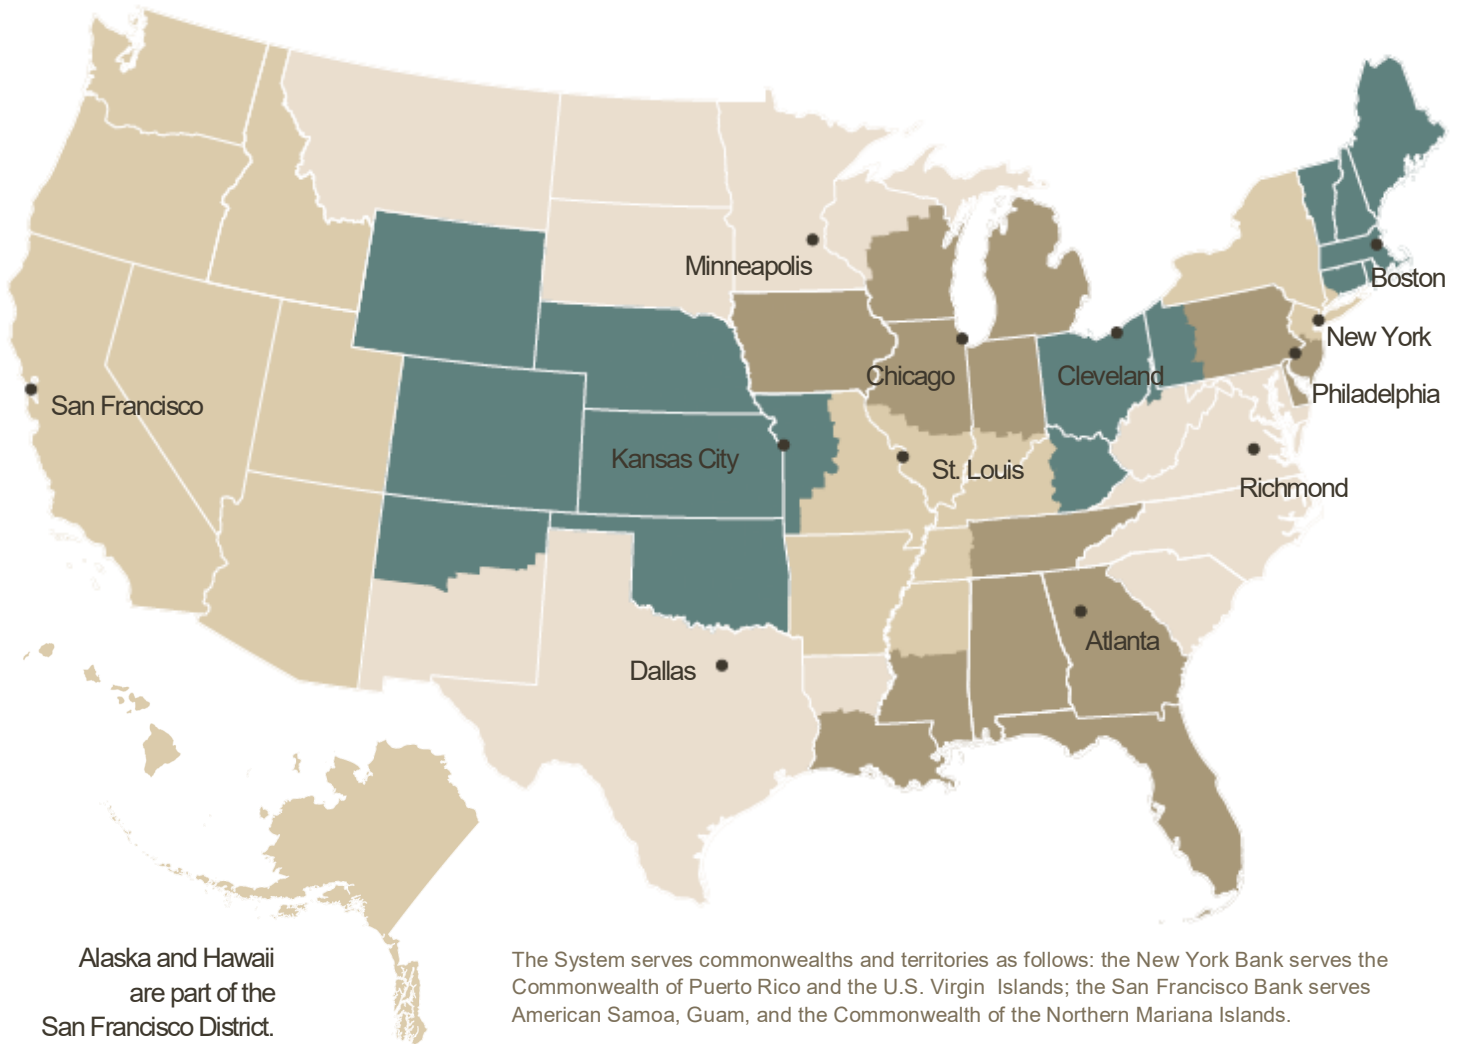 Minneapolis
Boston
New York
Chicago
Cleveland
Philadelphia
San Francisco
Kansas City
St. Louis
Richmond
Atlanta
Dallas
Alaska and Hawaii
are part of the
San Francisco District.
The System serves commonwealths and territories as follows: the New York Bank serves the
Commonwealth of Puerto Rico and the U.S. Virgin  Islands; the San Francisco Bank serves
American Samoa, Guam, and the Commonwealth of the Northern Mariana Islands.